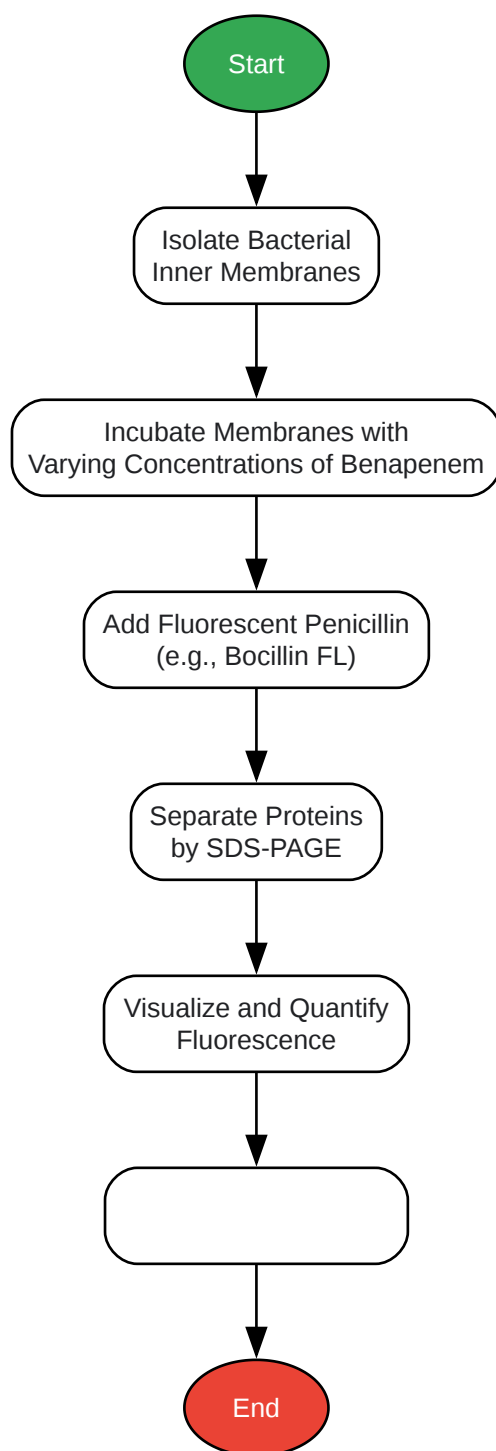 Start
Isolate Bacterial
Inner Membranes
Incubate Membranes with
Varying Concentrations of Benapenem
Add Fluorescent Penicillin
(e.g., Bocillin FL)
Separate Proteins
by SDS-PAGE
Visualize and Quantify
Fluorescence
End